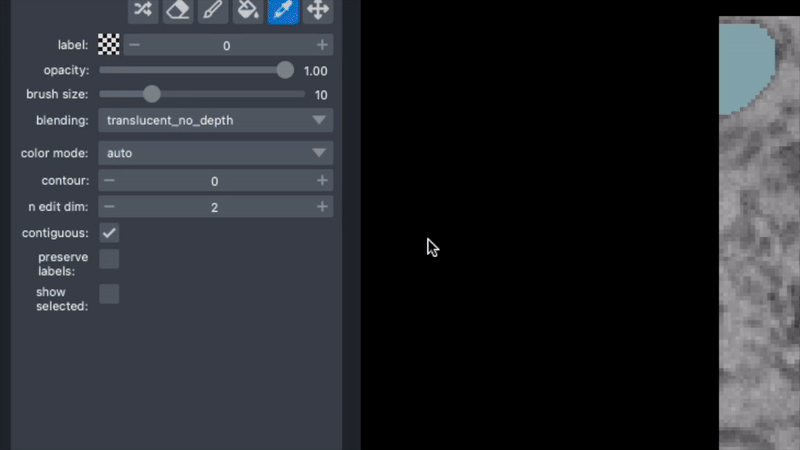 label: 0
opacity: 1.00
brush size: 10
blending: translucent_no_depth
color mode: auto
contour: 0
n edit dim: 2
contiguous:
preserve
labels:
show
selected: